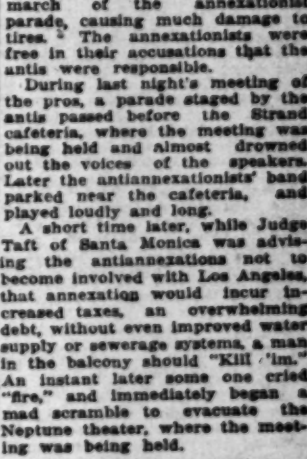 march of the annexationist
parade, causing much damage to
tires. The annexationists were
free in their accusations that the
antis were responsible.
During last night's meeting of
the pros, a parade staged by the
antis passed before the Strand
cafeteria, where the meeting was
being held and almost drowned
out the voices of the speakers.
Later the antiannexationists' band
parked near the cafeteria, and
played loudly and long.
A short time later, while Judge
Taft of Santa Monica was advis-
ing the antiannexations not to
become involved with Los Angeles,
that annexation would incur in-
creased taxes, an overwhelming
debt, without even improved water
supply or sewerage systems, a man
in the balcony should "Kill 'im."
An instant later some one cried
"fire," and immediately began a
mad scramble to evacuate the
Neptune theater, where the meet-
ing was being held.